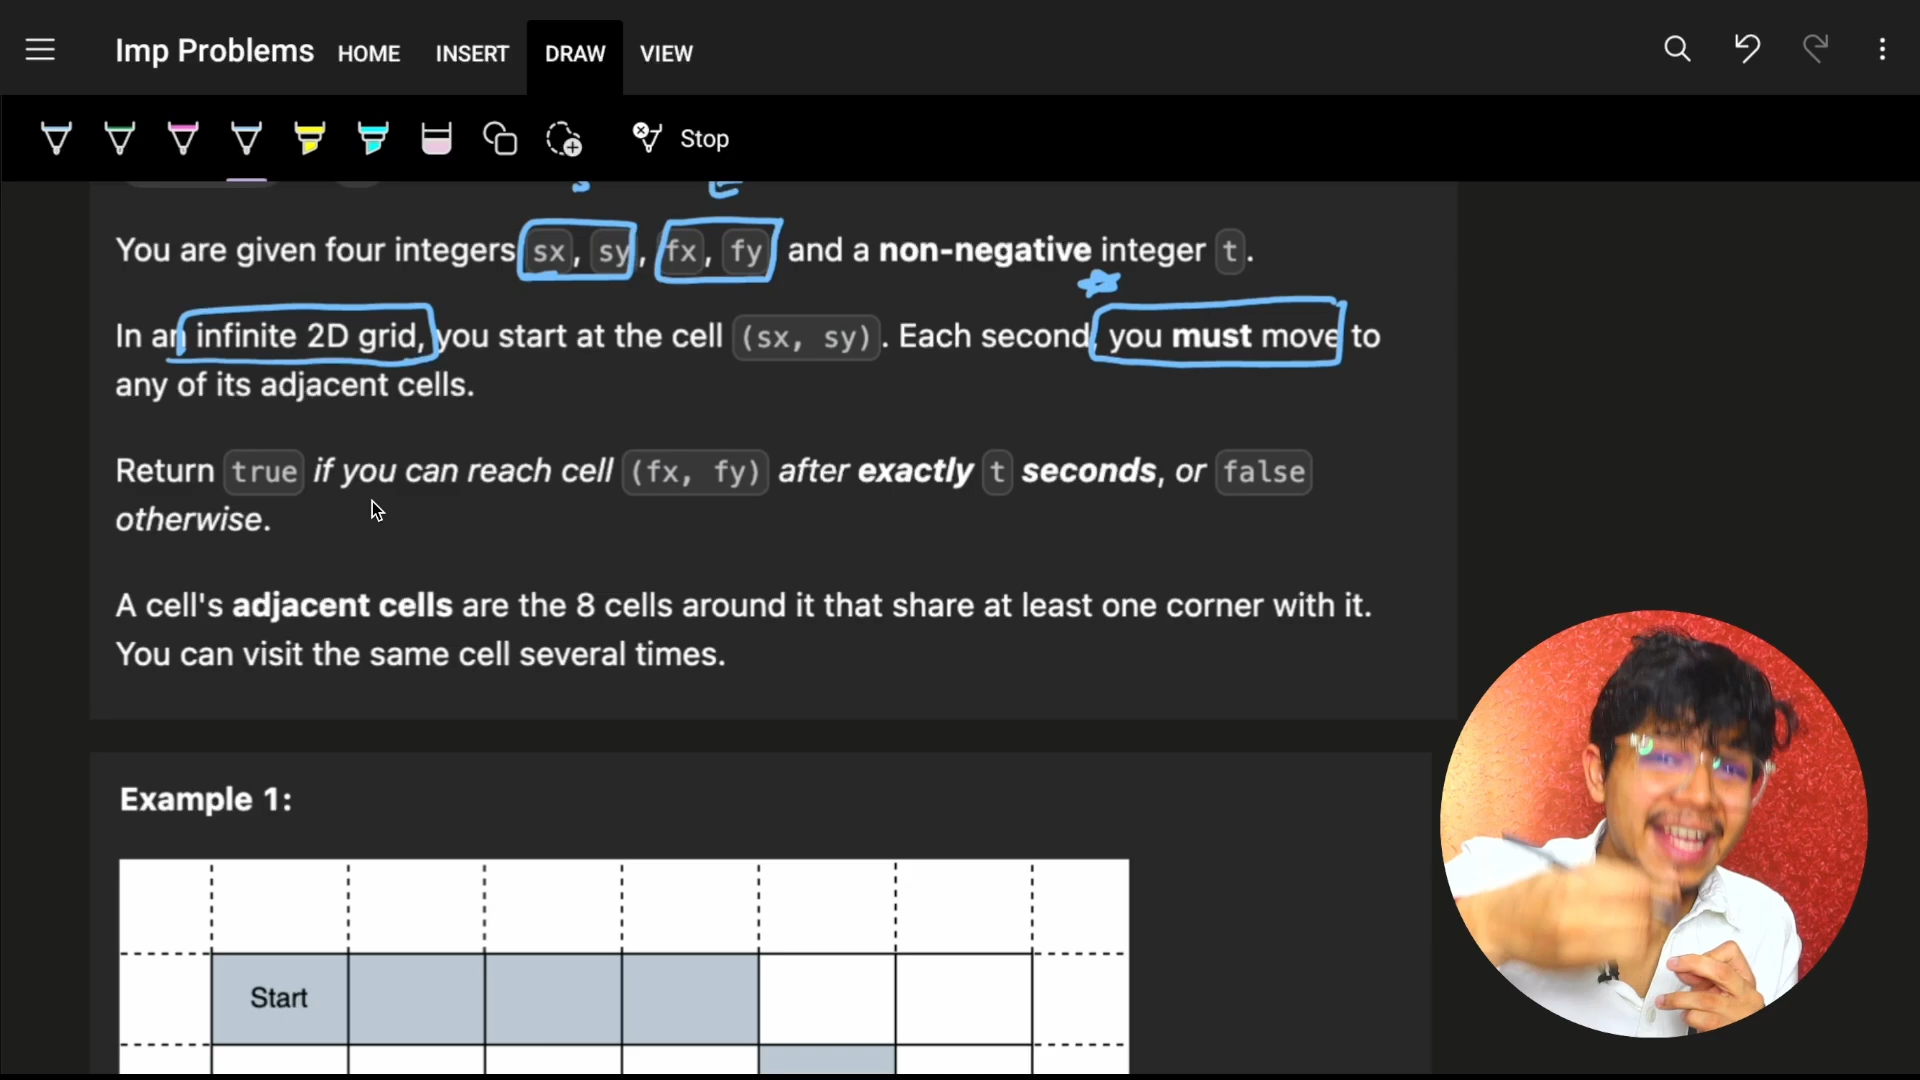 Imp Problems HOME INSERT DRAW VIEW
Stop
You are given four integers sx, sy, fx, fy and a non-negative integer t.
In an infinite 2D grid, you start at the cell (sx, sy). Each second, you must move to
any of its adjacent cells.
Return true if you can reach cell (fx, fy) after exactly t seconds, or false
otherwise.
A cell's adjacent cells are the 8 cells around it that share at least one corner with it.
You can visit the same cell several times.
Example 1:
Start